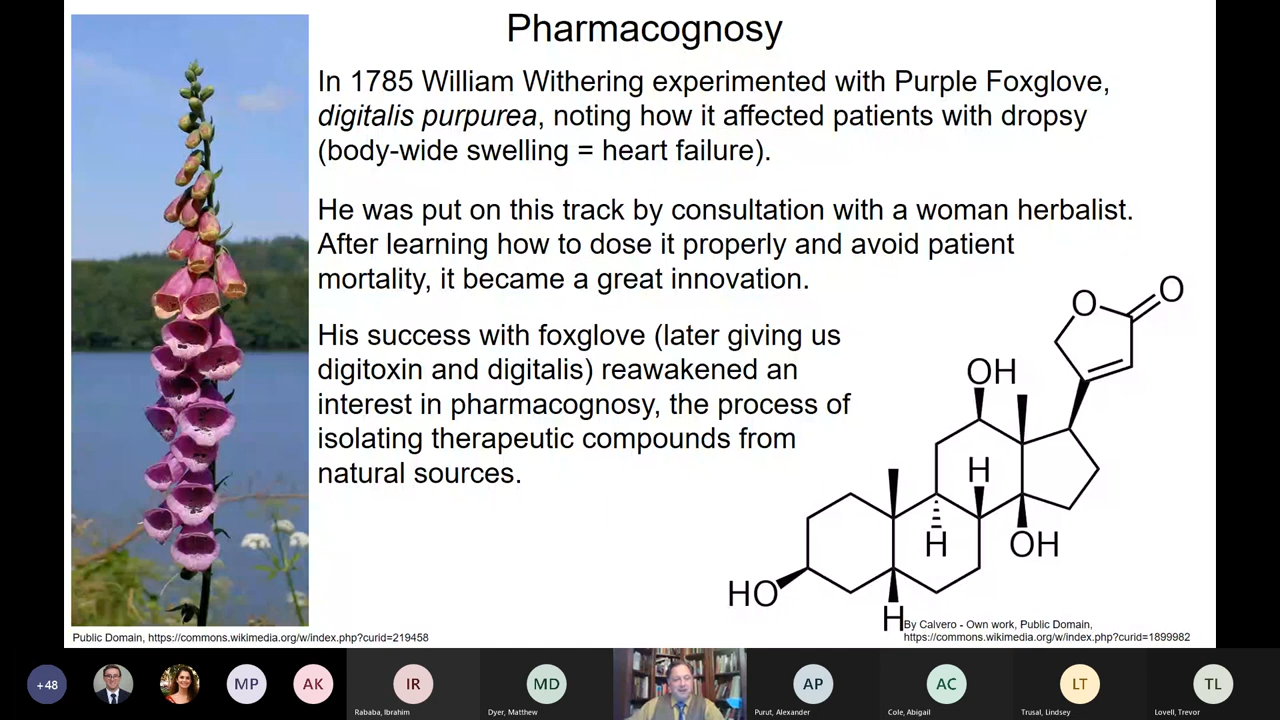 Pharmacognosy
In 1785 William Withering experimented with Purple Foxglove,
digitalis purpurea, noting how it affected patients with dropsy
(body-wide swelling = heart failure).
He was put on this track by consultation with a woman herbalist.
After learning how to dose it properly and avoid patient
mortality, it became a great innovation.
His success with foxglove (later giving us
digitoxin and digitalis) reawakened an
interest in pharmacognosy, the process of
isolating therapeutic compounds from
natural sources.
O
O
OH
H
H
OH
HO
H
By Calvero - Own work, Public Domain,
https://commons.wikimedia.org/w/index.php?curid=1899982
Public Domain, https://commons.wikimedia.org/w/index.php?curid=219458
+48
MP
AK
IR
MD
AP
AC
LT
TL
Rababa, Ibrahim
Dyer, Matthew
Purut, Alexander
Cole, Abigail
Trusal, Lindsey
Lovell, Trevor